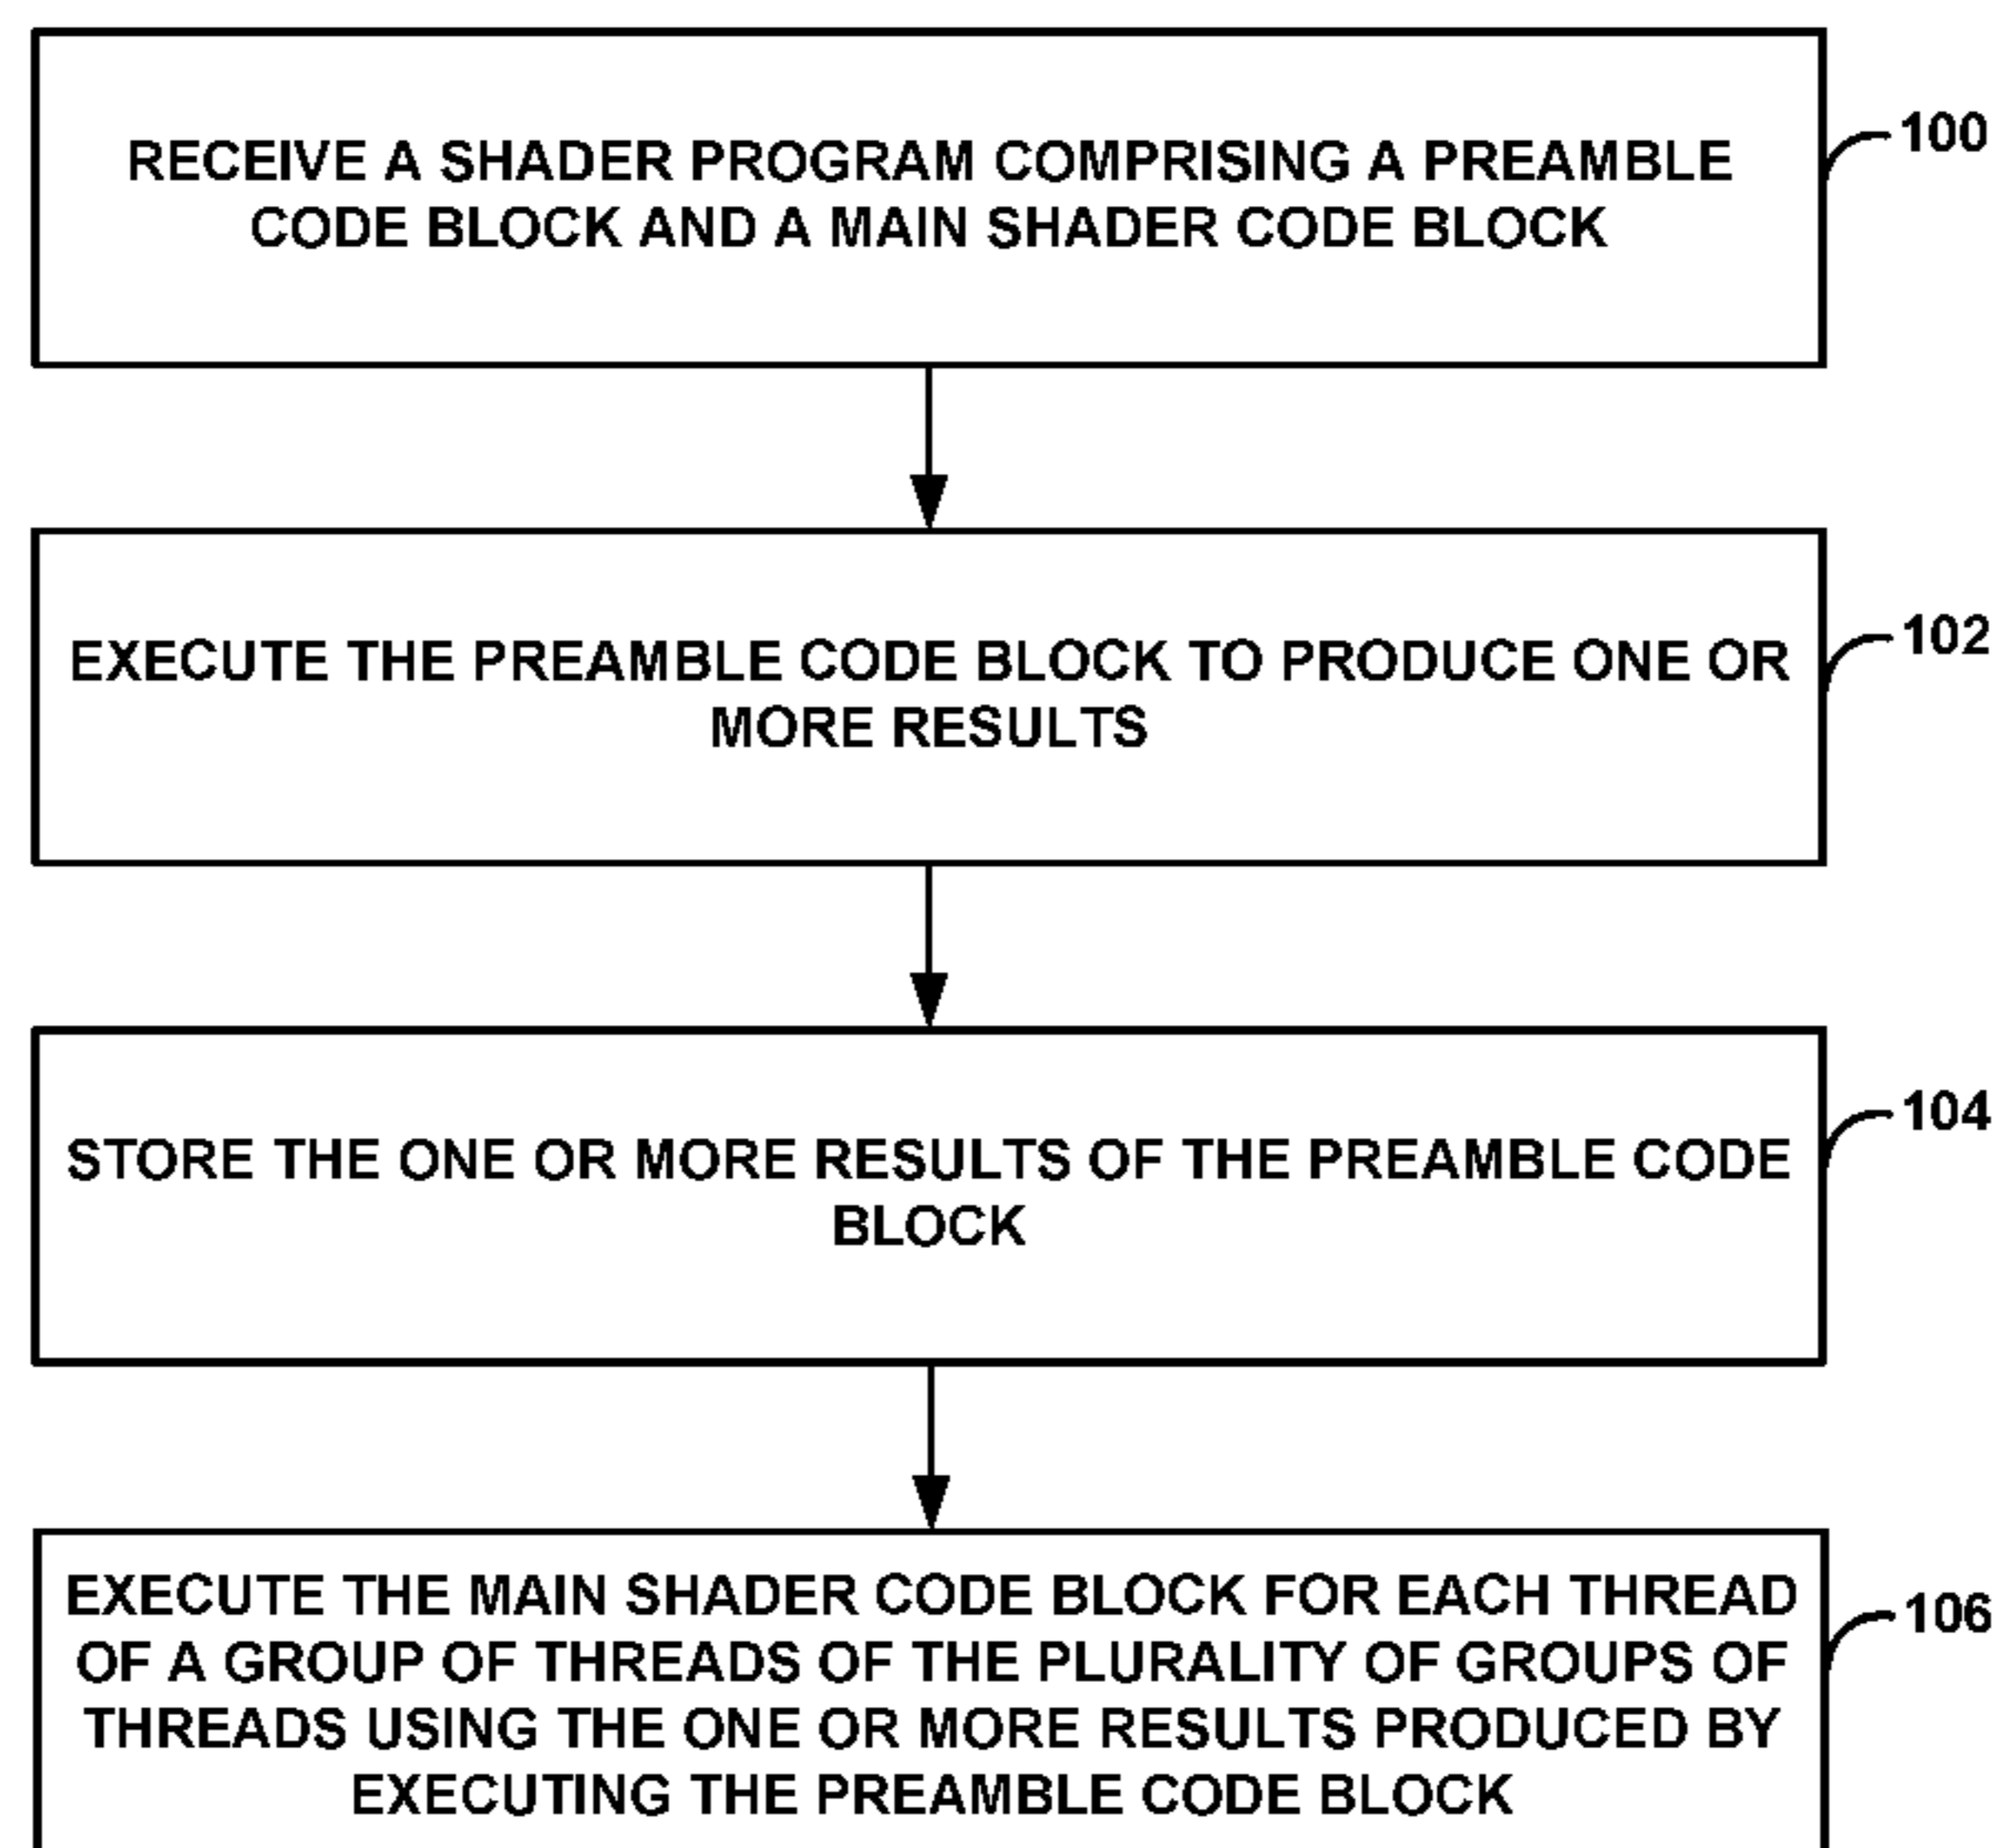 RECEIVE A SHADER PROGRAM COMPRISING A PREAMBLE
CODE BLOCK AND A MAIN SHADER CODE BLOCK
100
EXECUTE THE PREAMBLE CODE BLOCK TO PRODUCE ONE OR
MORE RESULTS
102
STORE THE ONE OR MORE RESULTS OF THE PREAMBLE CODE
BLOCK
104
EXECUTE THE MAIN SHADER CODE BLOCK FOR EACH THREAD
OF A GROUP OF THREADS OF THE PLURALITY OF GROUPS OF
THREADS USING THE ONE OR MORE RESULTS PRODUCED BY
EXECUTING THE PREAMBLE CODE BLOCK
106